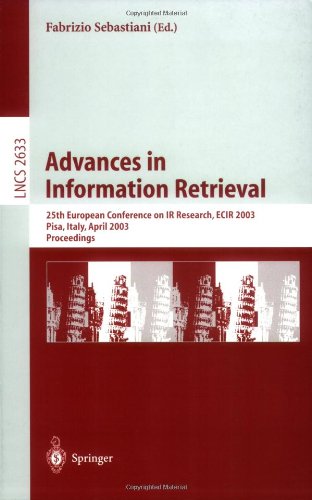 Fabrizio Sebastiani (Ed.)
LNCS 2633
Advances in
Information Retrieval
25th European Conference on IR Research, ECIR 2003
Pisa, Italy, April 2003
Proceedings
Springer